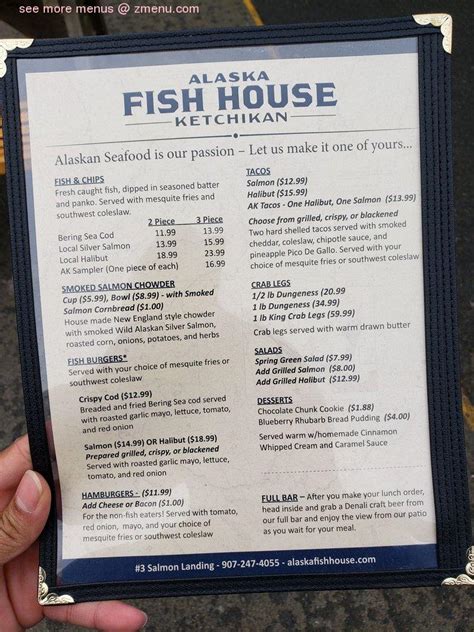 see more menus @ zmenu.com
ALASKA
FISH HOUSE
KETCHIKAN
Alaskan Seafood is our passion – Let us make it one of yours...
FISH & CHIPS
Fresh caught fish, dipped in seasoned batter
and panko. Served with mesquite fries or
southwest coleslaw.
2 Piece 3 Piece
Bering Sea Cod 11.99 13.99
Local Silver Salmon 13.99 15.99
Local Halibut 18.99 23.99
AK Sampler (One piece of each) 16.99
SMOKED SALMON CHOWDER
Cup ($5.99), Bowl ($8.99) - with Smoked
Salmon Cornbread ($1.00)
House made New England style chowder
with smoked Wild Alaskan Silver Salmon,
roasted corn, onions, potatoes, and herbs
FISH BURGERS*
Served with your choice of mesquite fries or
southwest coleslaw
Crispy Cod ($12.99)
Breaded and fried Bering Sea cod served
with roasted garlic mayo, lettuce, tomato,
and red onion
Salmon ($14.99) OR Halibut ($18.99)
Prepared grilled, crispy, or blackened
Served with roasted garlic mayo, lettuce,
tomato, and red onion
HAMBURGERS - ($11.99)
Add Cheese or Bacon ($1.00)
For the non-fish eaters! Served with tomato,
red onion, mayo, and your choice of
mesquite fries or southwest coleslaw
TACOS
Salmon ($12.99)
Halibut ($15.99)
AK Tacos - One Halibut, One Salmon ($13.99)
Choose from grilled, crispy, or blackened
Two hard shelled tacos served with smoked
cheddar, coleslaw, chipotle sauce, and
pineapple Pico De Gallo. Served with your
choice of mesquite fries or southwest coleslaw
CRAB LEGS
1/2 lb Dungeness (20.99
1 lb Dungeness (34.99)
1 lb King Crab Legs (59.99)
Crab legs served with warm drawn butter
SALADS
Spring Green Salad ($7.99)
Add Grilled Salmon ($8.00)
Add Grilled Halibut ($12.99)
DESSERTS
Chocolate Chunk Cookie ($1.88)
Blueberry Rhubarb Bread Pudding ($4.00)
Served warm w/homemade Cinnamon
Whipped Cream and Caramel Sauce
FULL BAR – After you make your lunch order,
head inside and grab a Denali craft beer from
our full bar and enjoy the view from our patio
as you wait for your meal.
#3 Salmon Landing - 907-247-4055 - alaskafishhouse.com